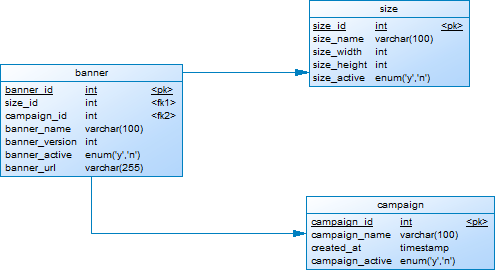 size
size_id int <pk>
size_name varchar(100)
size_width int
size_height int
size_active enum('y','n')
banner
banner_id int <pk>
size_id int <fk1>
campaign_id int <fk2>
banner_name varchar(100)
banner_version int
banner_active enum('y','n')
banner_url varchar(255)
campaign
campaign_id int <pk>
campaign_name varchar(100)
created_at timestamp
campaign_active enum('y','n')